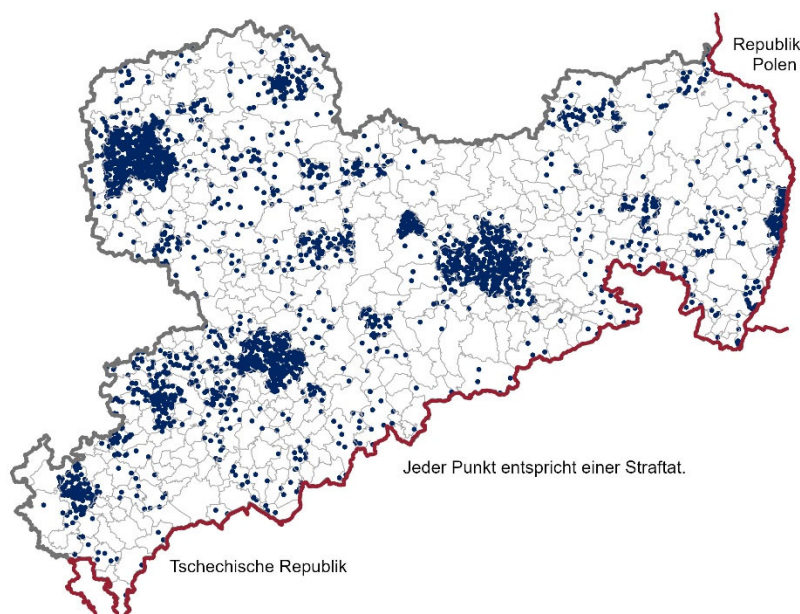 Republik
Polen
Jeder Punkt entspricht einer Straftat.
Tschechische Republik